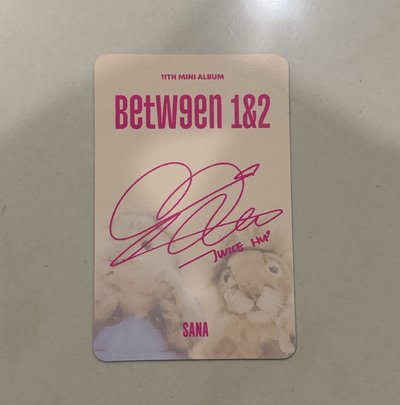 11TH MINI ALBUM
BETW9EN 1&2
TWICE
SANA